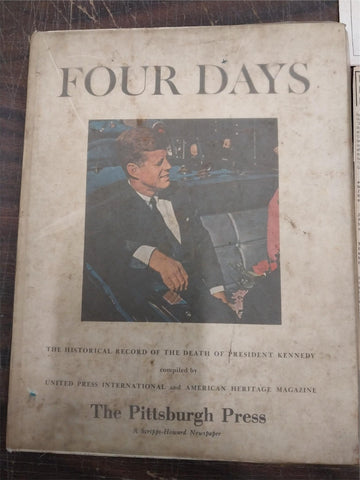 FOUR DAYS
THE HISTORICAL RECORD OF THE DEATH OF PRESIDENT KENNEDY
compiled by
UNITED PRESS INTERNATIONAL and AMERICAN HERITAGE MAGAZINE
The Pittsburgh Press
A Scripps-Howard Newspaper